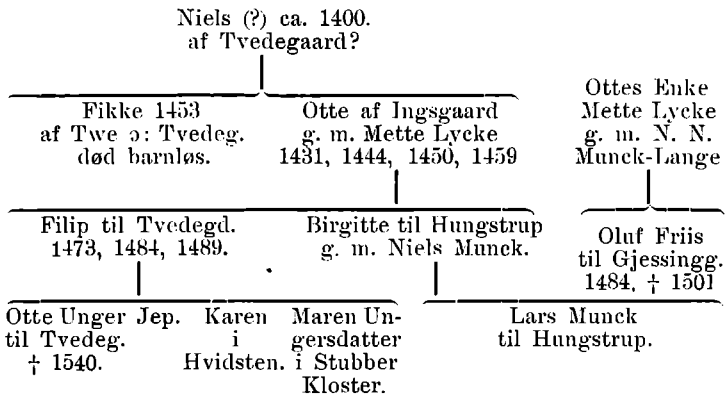 Niels (?) ca. 1400.
af Tvedegaard?
Fikke 1453
af Twe ɔ: Tvedeg.
død barnløs.
Otte af Ingsgaard
g. m. Mette Lycke
1431, 1444, 1450, 1459
Ottes Enke
Mette Lycke
g. m. N. N.
Munck-Lange
Filip til Tvedegd.
1473, 1484, 1489.
Birgitte til Hungstrup
g. m. Niels Munck.
Oluf Friis
til Gjessingg.
1484, † 1501
Otte Unger Jep.
til Tvedeg.
† 1540.
Karen
i
Hvidsten.
Maren Un-
gersdatter
i Stubber
Kloster.
Lars Munck
til Hungstrup.